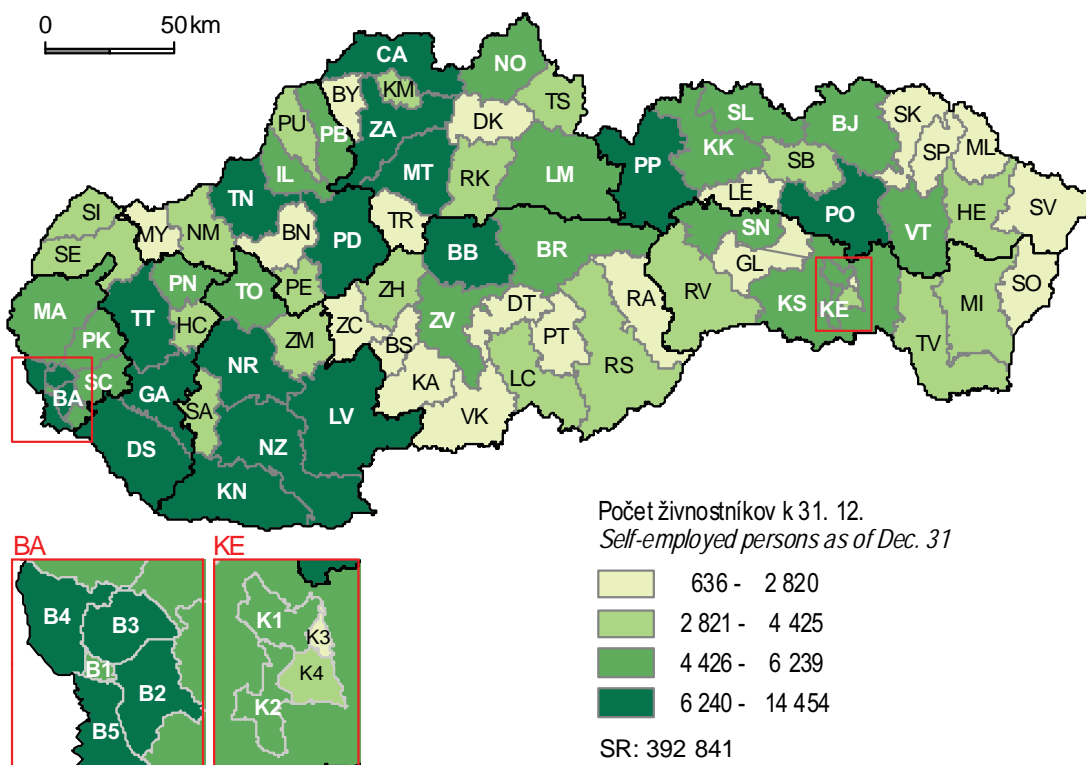 0 50 km
CA
NO
BY
KM
TS
PU
PB
ZA
DK
SL
BJ
SK
KK
SP
ML
IL
MT
RK
LM
PP
SB
TN
LE
SI
MY
NM
BN
TR
PO
HE
SV
SE
PD
BB
BR
SN
VT
PN
PE
GL
MA
TO
ZH
RA
RV
KS
KE
MI
SO
TT
HC
ZC
DT
PK
ZM
BS
ZV
PT
TV
SC
NR
LC
RS
BA
GA
SA
LV
KA
VK
DS
NZ
KN
BA
B4
B3
B1
B2
B5
KE
K1
K3
K4
K2
Počet živnostníkov k 31. 12.
Self-employed persons as of Dec. 31
636 - 2 820
2 821 - 4 425
4 426 - 6 239
6 240 - 14 454
SR: 392 841